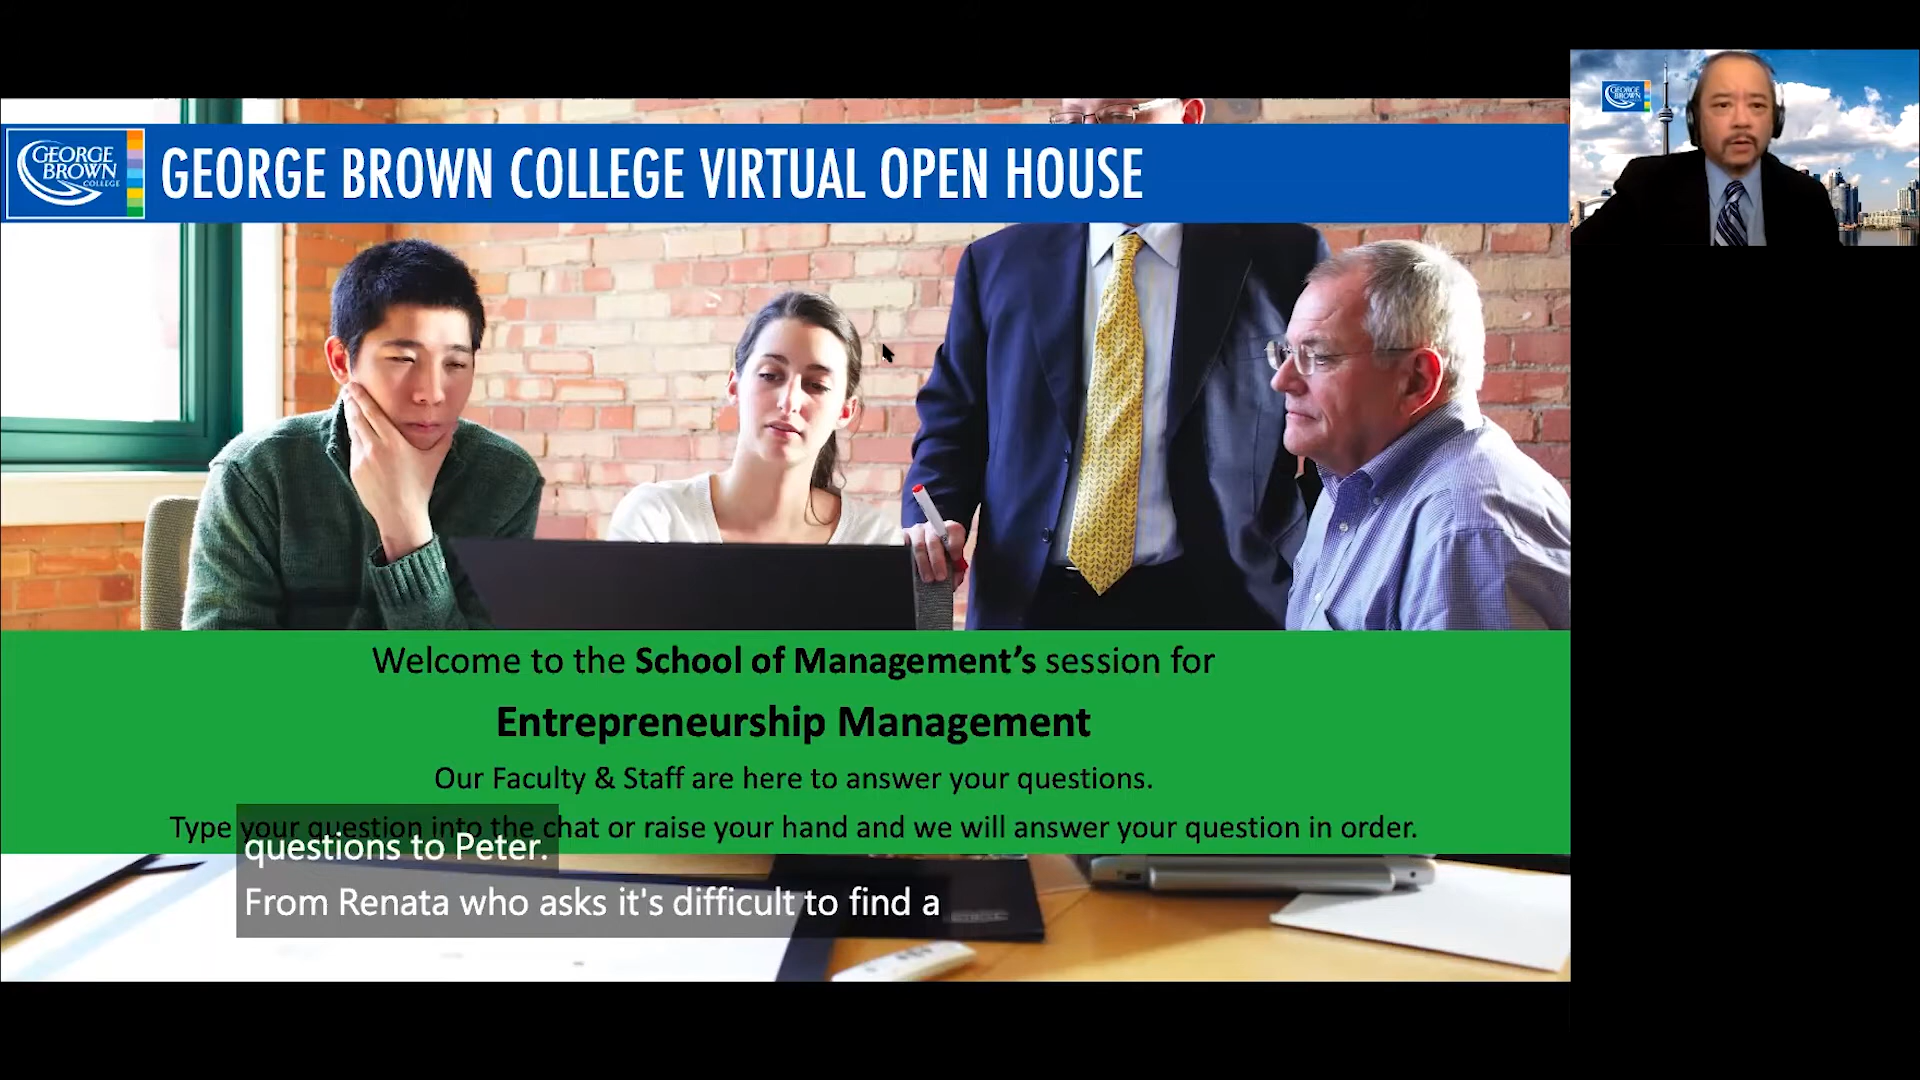 GEORGE
BROWN
COLLEGE
GEORGE BROWN COLLEGE VIRTUAL OPEN HOUSE
GEORGE
BROWN
Welcome to the School of Management’s session for
Entrepreneurship Management
Our Faculty & Staff are here to answer your questions.
Type your question into the chat or raise your hand and we will answer your question in order.
questions to Peter.
From Renata who asks it's difficult to find a